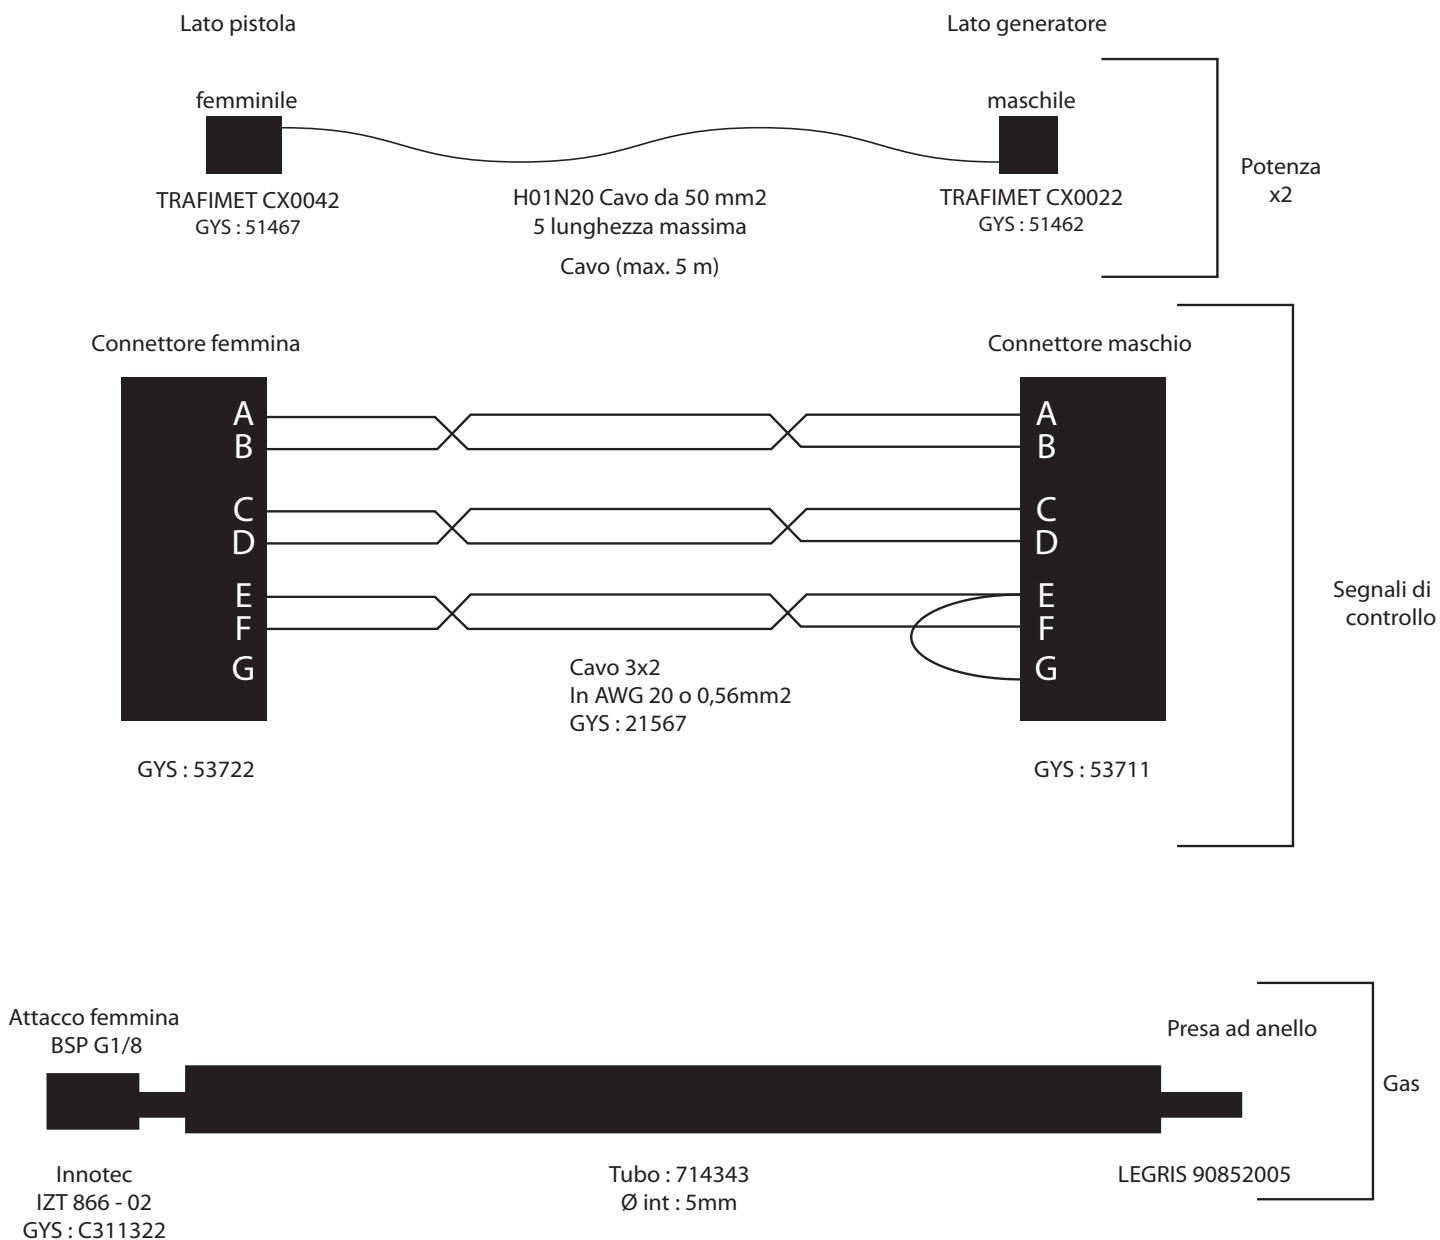 Lato pistola
Lato generatore
femminile
maschile
TRAFIMET CX0042
GYS : 51467
H01N20 Cavo da 50 mm2
5 lunghezza massima
Cavo (max. 5 m)
TRAFIMET CX0022
GYS : 51462
Potenza
x2
Connettore femmina
Connettore maschio
A
B
C
D
E
F
G
A
B
C
D
E
F
G
Cavo 3x2
In AWG 20 o 0,56mm2
GYS : 21567
GYS : 53722
GYS : 53711
Segnali di
controllo
Attacco femmina
BSP G1/8
Presa ad anello
Gas
Innotec
IZT 866 - 02
GYS : C311322
Tubo : 714343
Ø int : 5mm
LEGRIS 90852005